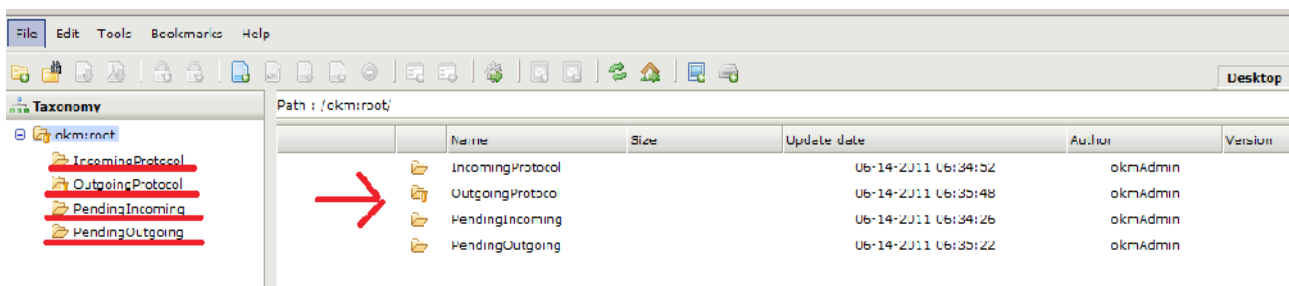 File Edit Tools Bookmarks Help
Desktop
Taxonomy
Path : /okm:root/
okm:root
Name Size Update date Author Version
IncomingProtocol
OutgoingProtocol
PendingIncoming
PendingOutgoing
IncomingProtocol 06-14-2011 06:34:52 okmAdmin
OutgoingProtocol 06-14-2011 06:35:48 okmAdmin
PendingIncoming 06-14-2011 06:34:26 okmAdmin
PendingOutgoing 06-14-2011 06:35:22 okmAdmin